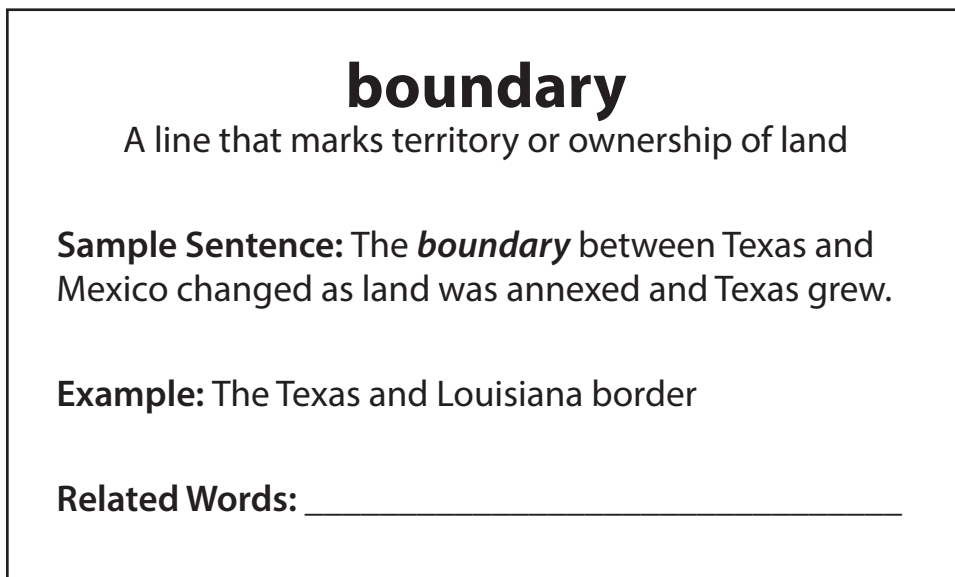 boundary
A line that marks territory or ownership of land
Sample Sentence: The boundary between Texas and
Mexico changed as land was annexed and Texas grew.
Example: The Texas and Louisiana border
Related Words: ________________________________